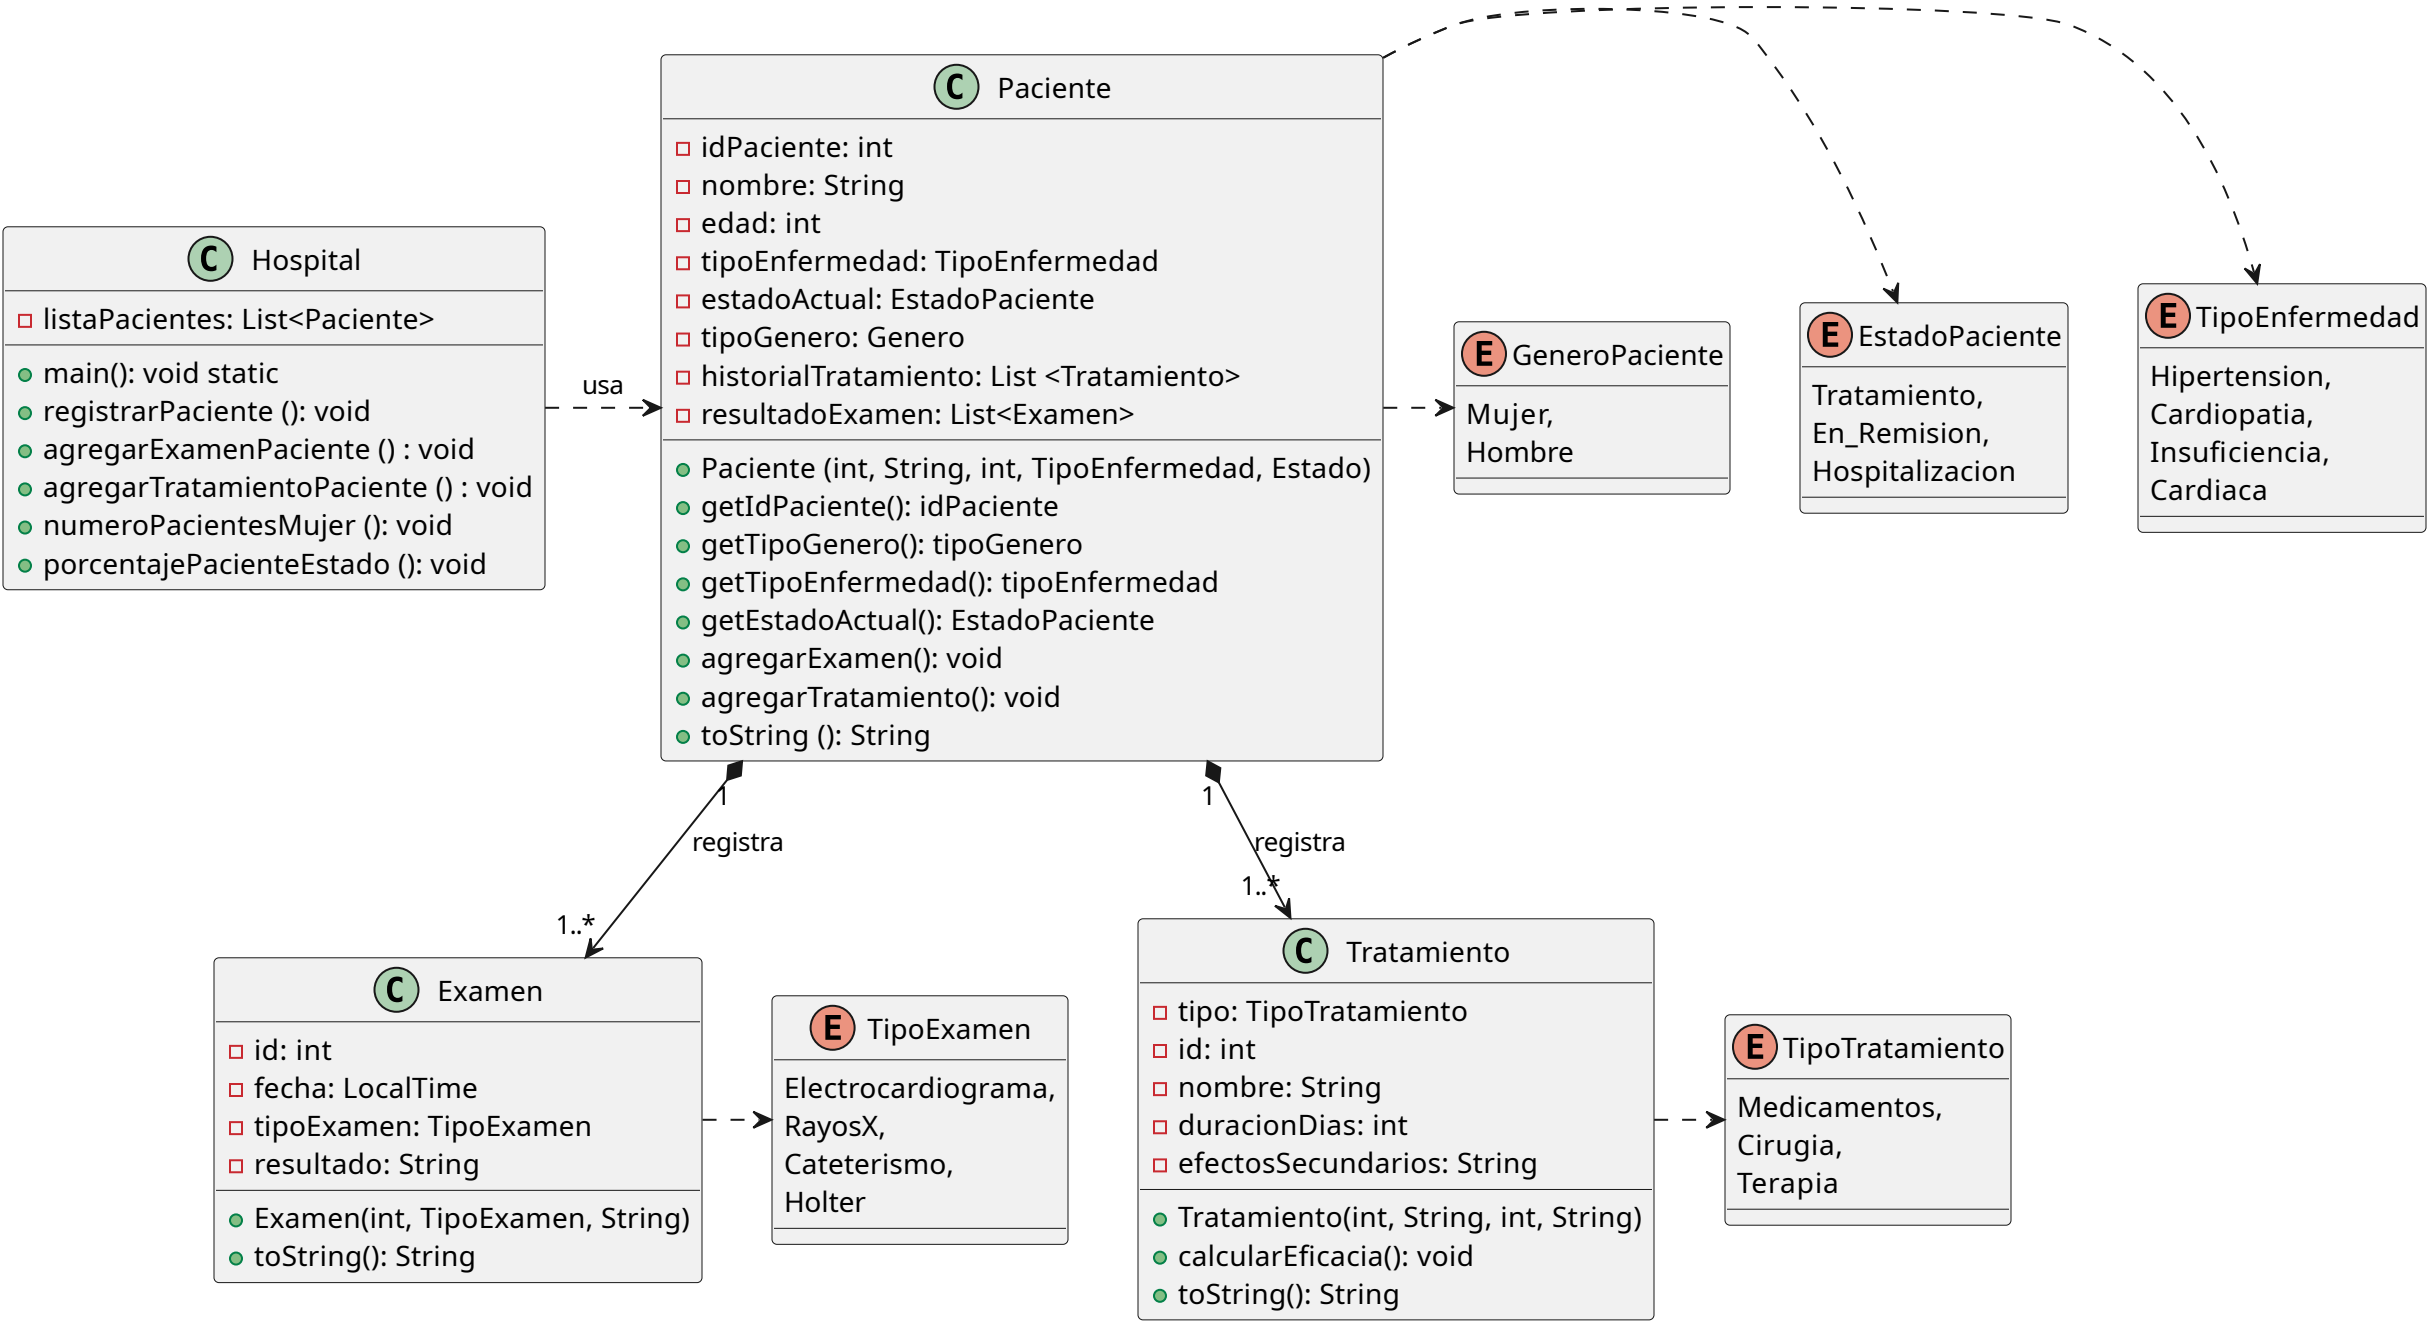 C Hospital
listaPacientes: List<Paciente>
main(): void static
registrarPaciente (): void
agregarExamenPaciente () : void
agregarTratamientoPaciente () : void
numeroPacientesMujer (): void
porcentajePacienteEstado (): void
usa
C Paciente
idPaciente: int
nombre: String
edad: int
tipoEnfermedad: TipoEnfermedad
estadoActual: EstadoPaciente
tipoGenero: Genero
historialTratamiento: List <Tratamiento>
resultadoExamen: List<Examen>
Paciente (int, String, int, TipoEnfermedad, Estado)
getIdPaciente(): idPaciente
getTipoGenero(): tipoGenero
getTipoEnfermedad(): tipoEnfermedad
getEstadoActual(): EstadoPaciente
agregarExamen(): void
agregarTratamiento(): void
toString (): String
E GeneroPaciente
Mujer,
Hombre
E EstadoPaciente
Tratamiento,
En_Remision,
Hospitalizacion
E TipoEnfermedad
Hipertension,
Cardiopatia,
Insuficiencia,
Cardiaca
1
registra
1..*
1
registra
1..*
C Examen
id: int
fecha: LocalTime
tipoExamen: TipoExamen
resultado: String
Examen(int, TipoExamen, String)
toString(): String
E TipoExamen
Electrocardiograma,
RayosX,
Cateterismo,
Holter
C Tratamiento
tipo: TipoTratamiento
id: int
nombre: String
duracionDias: int
efectosSecundarios: String
Tratamiento(int, String, int, String)
calcularEficacia(): void
toString(): String
E TipoTratamiento
Medicamentos,
Cirugia,
Terapia